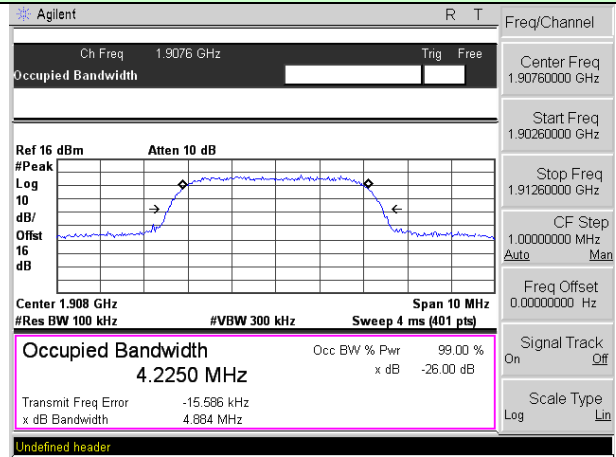 Agilent R T
Ch Freq 1.9076 GHz Trig Free
Occupied Bandwidth
Ref 16 dBm Atten 10 dB
#Peak
Log
10
dB/
Offst
16
dB
Center 1.908 GHz Span 10 MHz
#Res BW 100 kHz #VBW 300 kHz Sweep 4 ms (401 pts)
Occupied Bandwidth Occ BW % Pwr 99.00 %
4.2250 MHz x dB -26.00 dB
Transmit Freq Error -15.586 kHz
x dB Bandwidth 4.884 MHz
Undefined header
Freq/Channel
Center Freq
1.90760000 GHz
Start Freq
1.90260000 GHz
Stop Freq
1.91260000 GHz
CF Step
1.00000000 MHz
Auto Man
Freq Offset
0.00000000 Hz
Signal Track
On Off
Scale Type
Log Lin